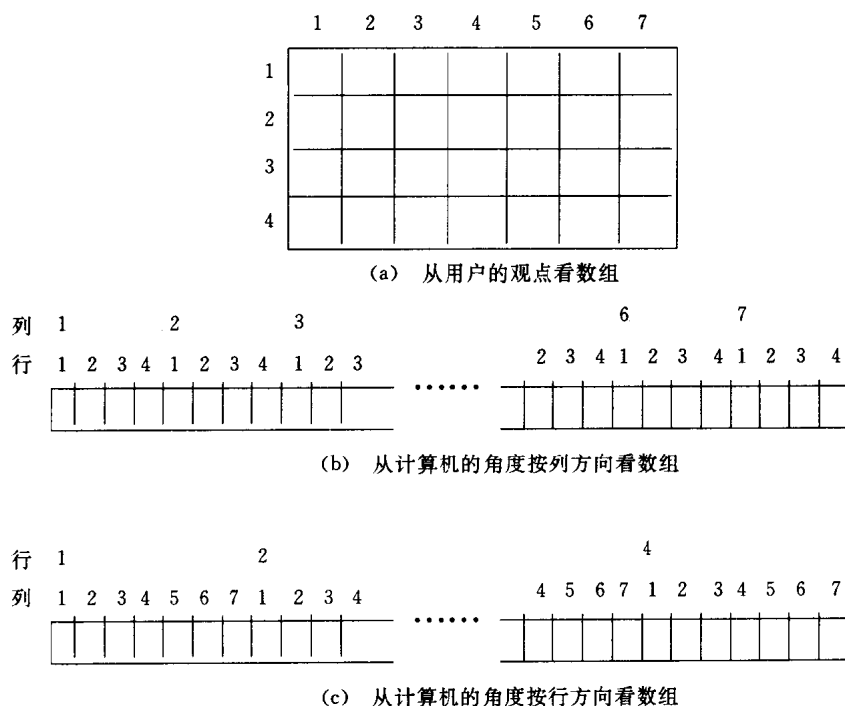 1 2 3 4 5 6 7
1
2
3
4
(a) 从用户的观点看数组
列 1 2 3 6 7
行 1 2 3 4 1 2 3 4 1 2 3 2 3 4 1 2 3 4 1 2 3 4
······
(b) 从计算机的角度按列方向看数组
行 1 2 4
列 1 2 3 4 5 6 7 1 2 3 4 4 5 6 7 1 2 3 4 5 6 7
······
(c) 从计算机的角度按行方向看数组